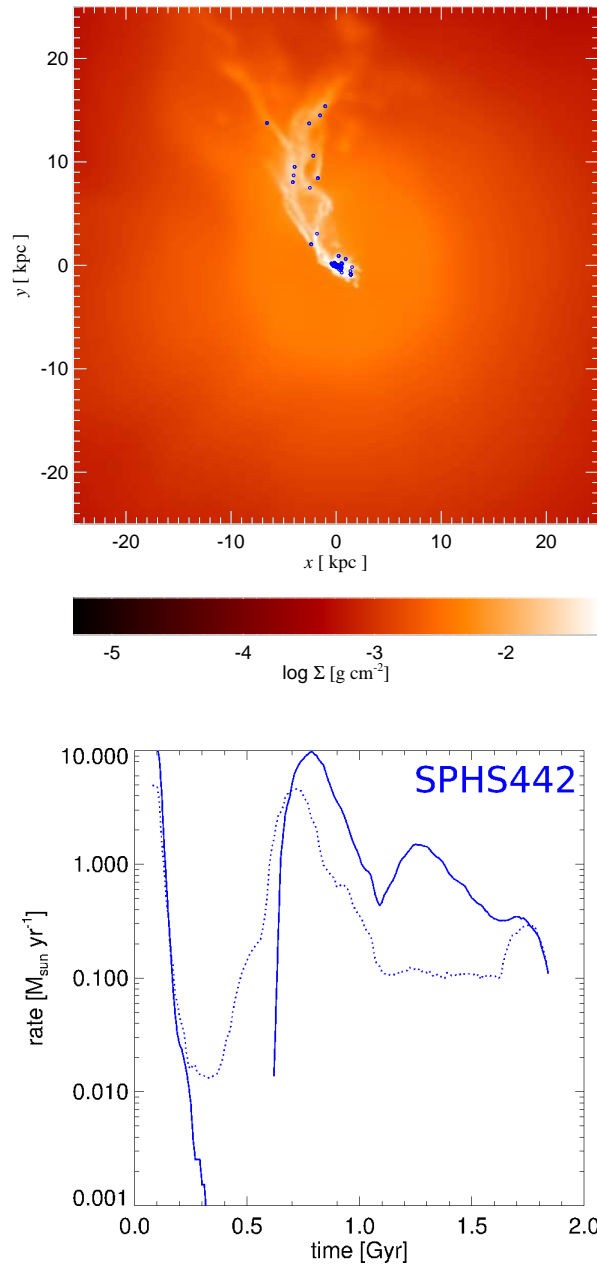 20
10
0
-10
-20
y [ kpc ]
-20 -10 0 10 20
x [ kpc ]
-5 -4 -3 -2
log Σ [g cm⁻²]
SPHS442
10.000
1.000
0.100
0.010
0.001
rate [M_sun yr⁻¹]
0.0 0.5 1.0 1.5 2.0
time [Gyr]